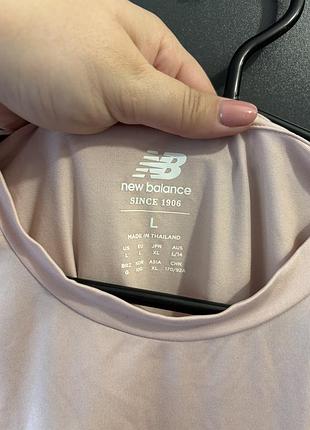 NB
new balance
SINCE 1906
L
MADE IN THAILAND
US EU JPN AUS
L L XL L/14
BRZ KOR ASIA CHN
G 100 XL 170/92A